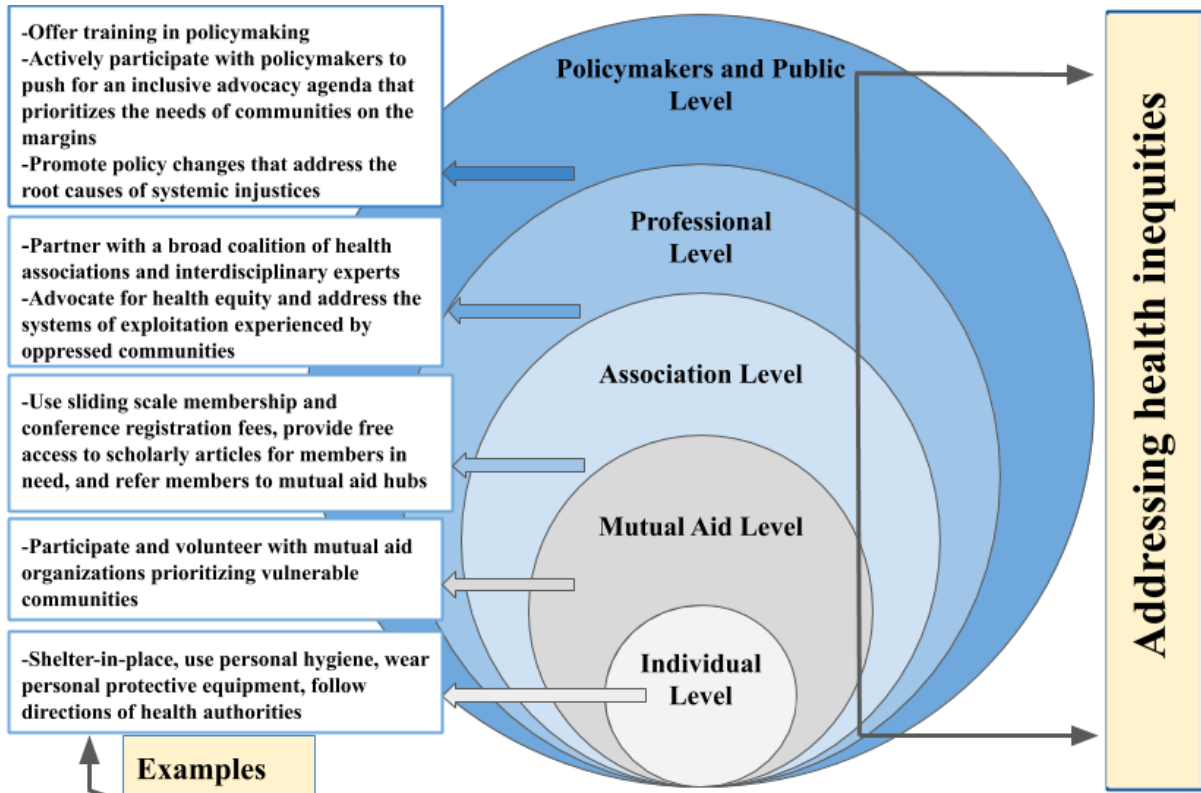 -Offer training in policymaking
-Actively participate with policymakers to
push for an inclusive advocacy agenda that
prioritizes the needs of communities on the
margins
-Promote policy changes that address the
root causes of systemic injustices
-Partner with a broad coalition of health
associations and interdisciplinary experts
-Advocate for health equity and address the
systems of exploitation experienced by
oppressed communities
-Use sliding scale membership and
conference registration fees, provide free
access to scholarly articles for members in
need, and refer members to mutual aid hubs
-Participate and volunteer with mutual aid
organizations prioritizing vulnerable
communities
-Shelter-in-place, use personal hygiene, wear
personal protective equipment, follow
directions of health authorities
Examples
Policymakers and Public
Level
Professional
Level
Association Level
Mutual Aid Level
Individual
Level
Addressing health inequities